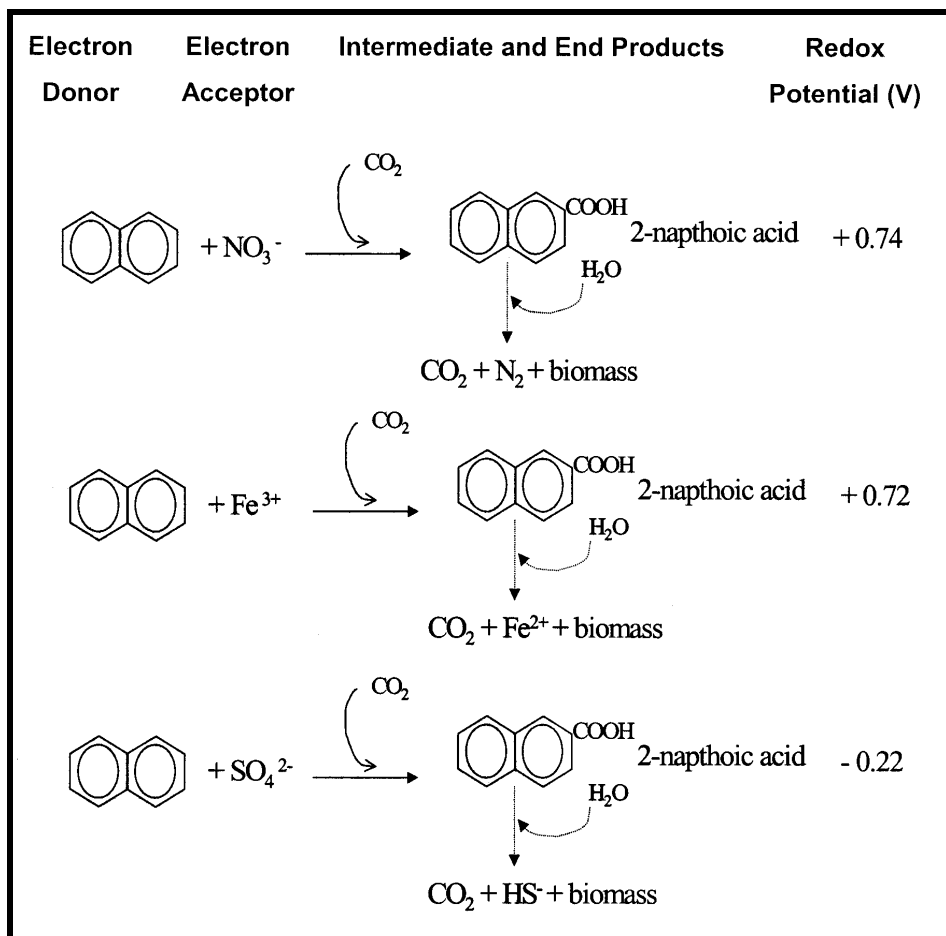 Electron Electron Intermediate and End Products Redox
Donor Acceptor Potential (V)
CO₂
+ NO₃⁻ COOH 2-napthoic acid + 0.74
H₂O
CO₂ + N₂ + biomass
CO₂
+ Fe³⁺ COOH 2-napthoic acid + 0.72
H₂O
CO₂ + Fe²⁺ + biomass
CO₂
+ SO₄²⁻ COOH 2-napthoic acid - 0.22
H₂O
CO₂ + HS⁻ + biomass